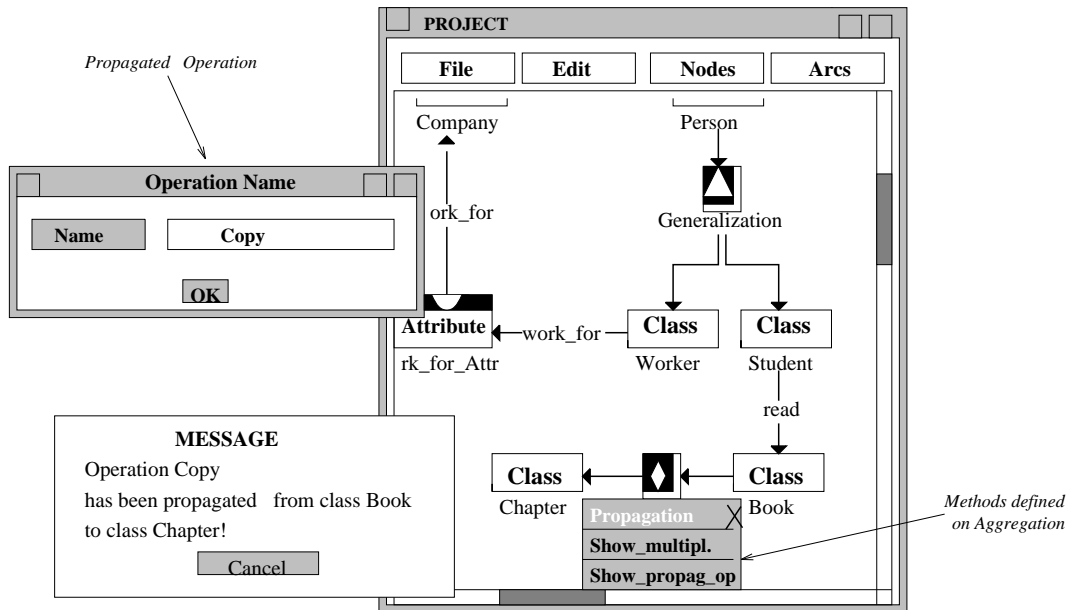 PROJECT
Propagated Operation
File Edit Nodes Arcs
Company Person
Operation Name
Name Copy
ork_for
Generalization
OK
Attribute work_for Class Class
rk_for_Attr Worker Student
read
MESSAGE
Operation Copy
has been propagated from class Book
to class Chapter!
Cancel
Class Class
Chapter Book
Propagation
Show_multipl.
Show_propag_op
Methods defined
on Aggregation